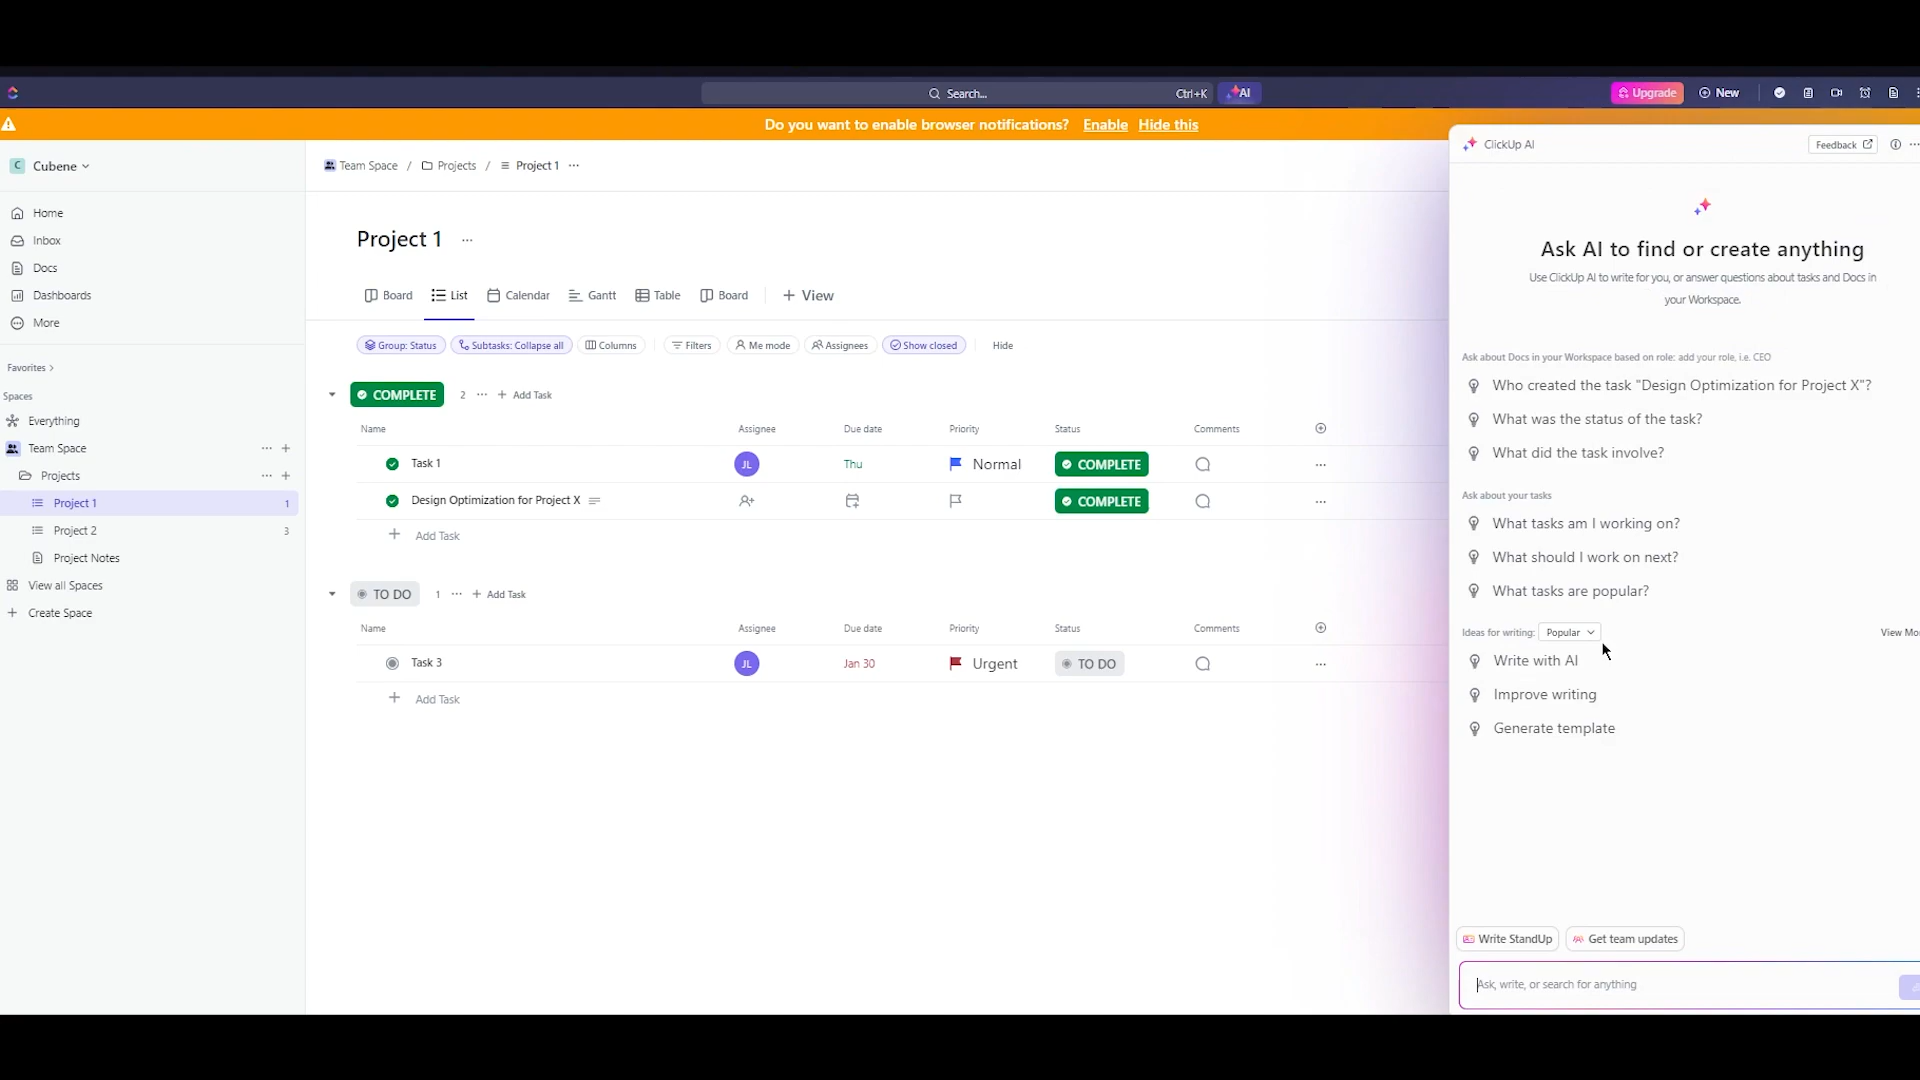 Search...
Ctrl+K
AI
Upgrade
New
Do you want to enable browser notifications? Enable Hide this
C Cubene
Home
Inbox
Docs
Dashboards
More
Favorites
Spaces
Everything
Team Space
Projects
Project 1 1
Project 2 3
Project Notes
View all Spaces
Create Space
Team Space / Projects / Project 1
Project 1
Board List Calendar Gantt Table Board + View
Group: Status Subtasks: Collapse all Columns Filters Me mode Assignees Show closed Hide
COMPLETE 2 + Add Task
Name Assignee Due date Priority Status Comments
Task 1 JL Thu Normal COMPLETE
Design Optimization for Project X COMPLETE
+ Add Task
TO DO 1 + Add Task
Name Assignee Due date Priority Status Comments
Task 3 JL Jan 30 Urgent TO DO
+ Add Task
ClickUp AI Feedback
Ask AI to find or create anything
Use ClickUp AI to write for you, or answer questions about tasks and Docs in
your Workspace.
Ask about Docs in your Workspace based on role: add your role, i.e. CEO
Who created the task "Design Optimization for Project X"?
What was the status of the task?
What did the task involve?
Ask about your tasks
What tasks am I working on?
What should I work on next?
What tasks are popular?
Ideas for writing: Popular View Mo
Write with AI
Improve writing
Generate template
Write StandUp Get team updates
Ask, write, or search for anything